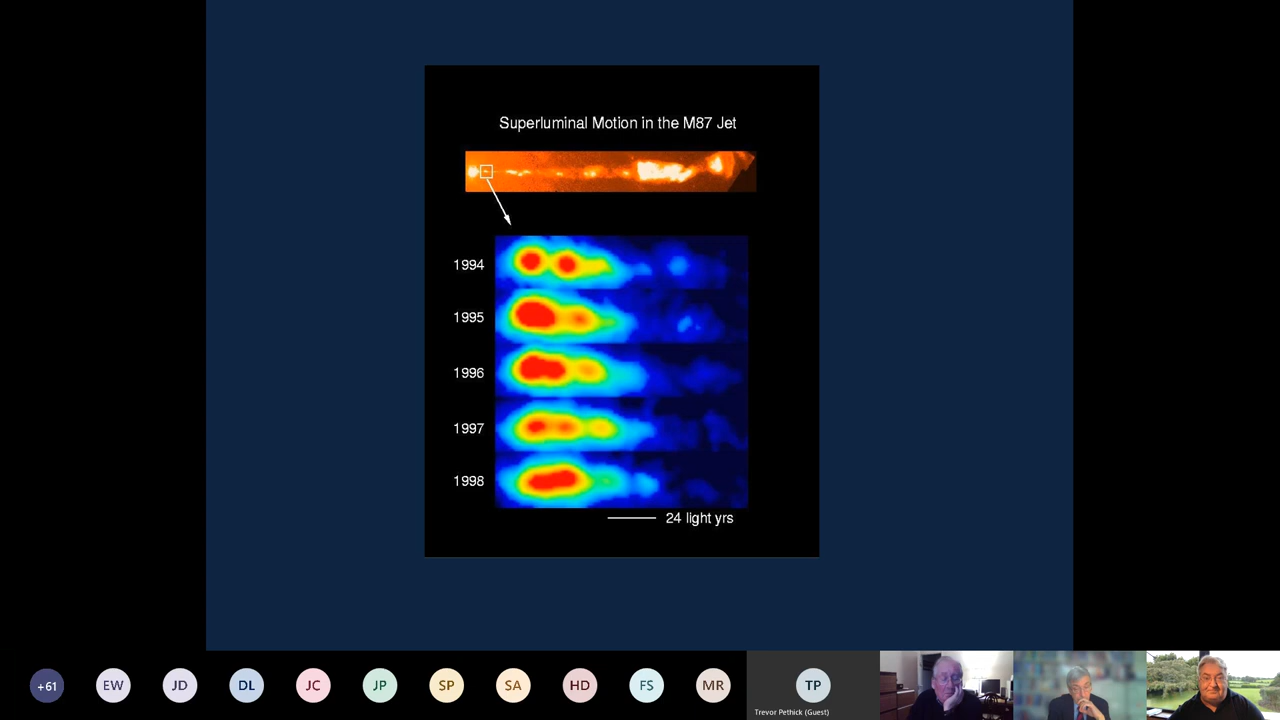 Superluminal Motion in the M87 Jet
1994
1995
1996
1997
1998
24 light yrs
+61
EW
JD
DL
JC
JP
SP
SA
HD
FS
MR
TP
Trevor Pethick (Guest)